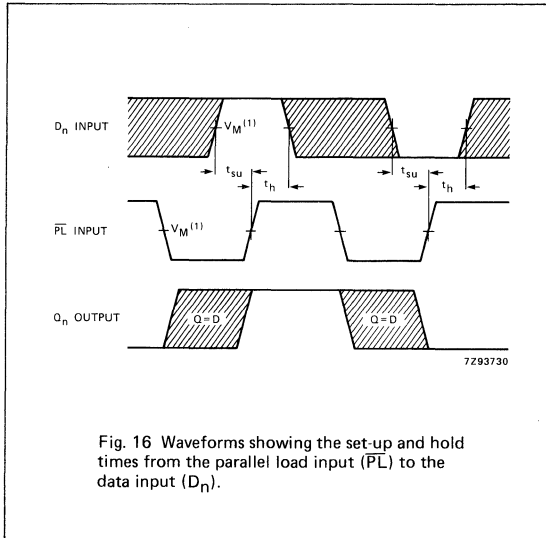 Dn INPUT
VM(1)
tsu
th
tsu
th
PL INPUT
VM(1)
Qn OUTPUT
Q=D
Q=D
7Z93730
Fig. 16 Waveforms showing the set-up and hold
times from the parallel load input (PL) to the
data input (Dn).